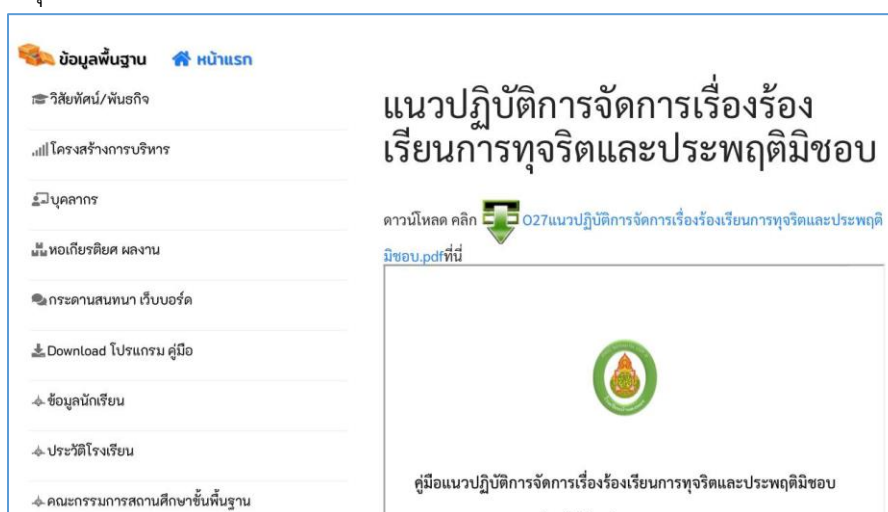 ข้อมูลพื้นฐาน หน้าแรก
วิสัยทัศน์/พันธกิจ
โครงสร้างการบริหาร
บุคลากร
หอเกียรติยศ ผลงาน
กระดานสนทนา เว็บบอร์ด
Download โปรแกรม คู่มือ
ข้อมูลนักเรียน
ประวัติโรงเรียน
คณะกรรมการสถานศึกษาขั้นพื้นฐาน
แนวปฏิบัติการจัดการเรื่องร้อง
เรียนการทุจริตและประพฤติมิชอบ
ดาวน์โหลด คลิก O27แนวปฏิบัติการจัดการเรื่องร้องเรียนการทุจริตและประพฤติ
มิชอบ.pdfที่นี่
คู่มือแนวปฏิบัติการจัดการเรื่องร้องเรียนการทุจริตและประพฤติมิชอบ